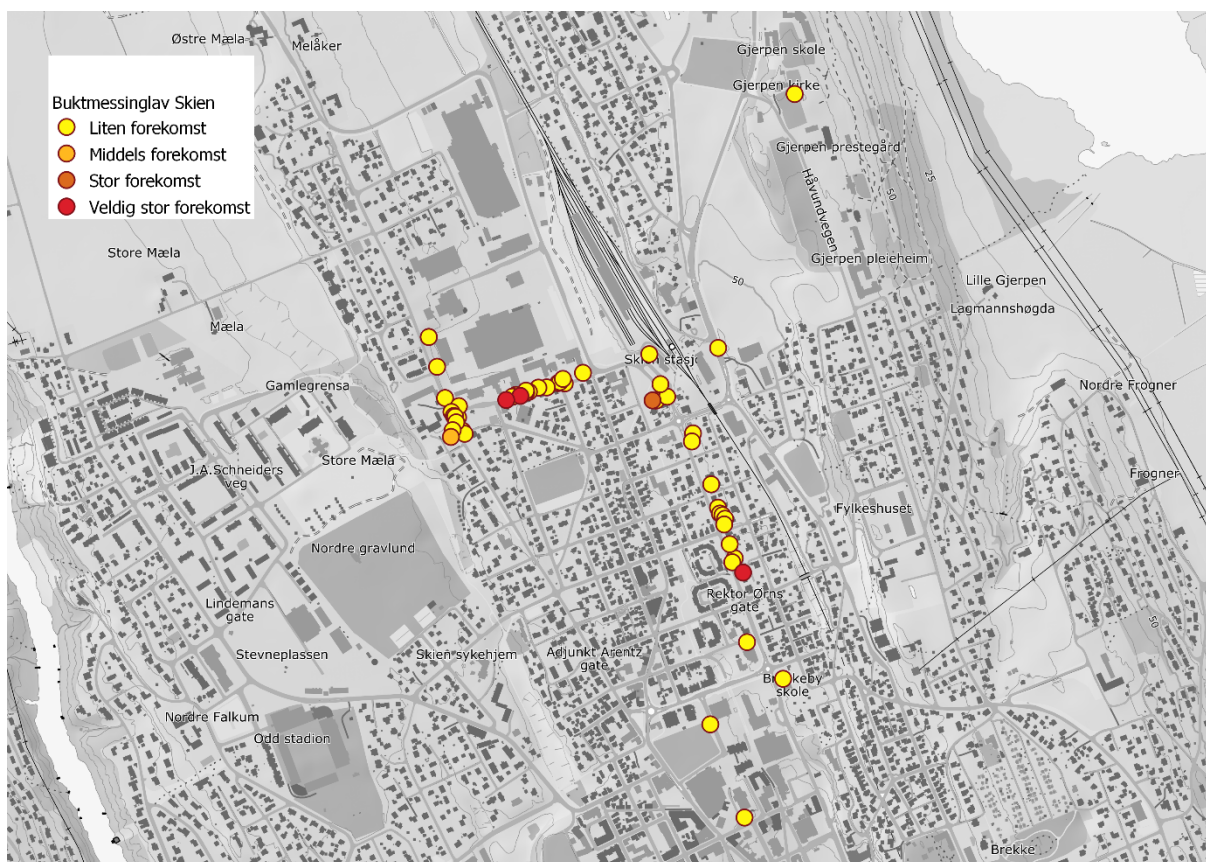 Østre Mæla
Melåker
Gjerpen skole
Gjerpen kirke
Buktmessinglav Skien
Liten forekomst
Middels forekomst
Stor forekomst
Veldig stor forekomst
Gjerpen prestegård
Håvundvegen
25
50
Store Mæla
Gjerpen pleieheim
50
Lille Gjerpen
Lagmannshøgda
Mæla
Gamlegrensa
Nordre Frogner
J.A.Schneiders
veg
Store Mæla
Frogner
Fylkeshuset
Nordre gravlund
Rektor Ørns
gate
Lindemans
gate
50
Stevneplassen
Skien sykehjem
Adjunkt Arentz
gate
skole
Nordre Falkum
Odd stadion
Brekke